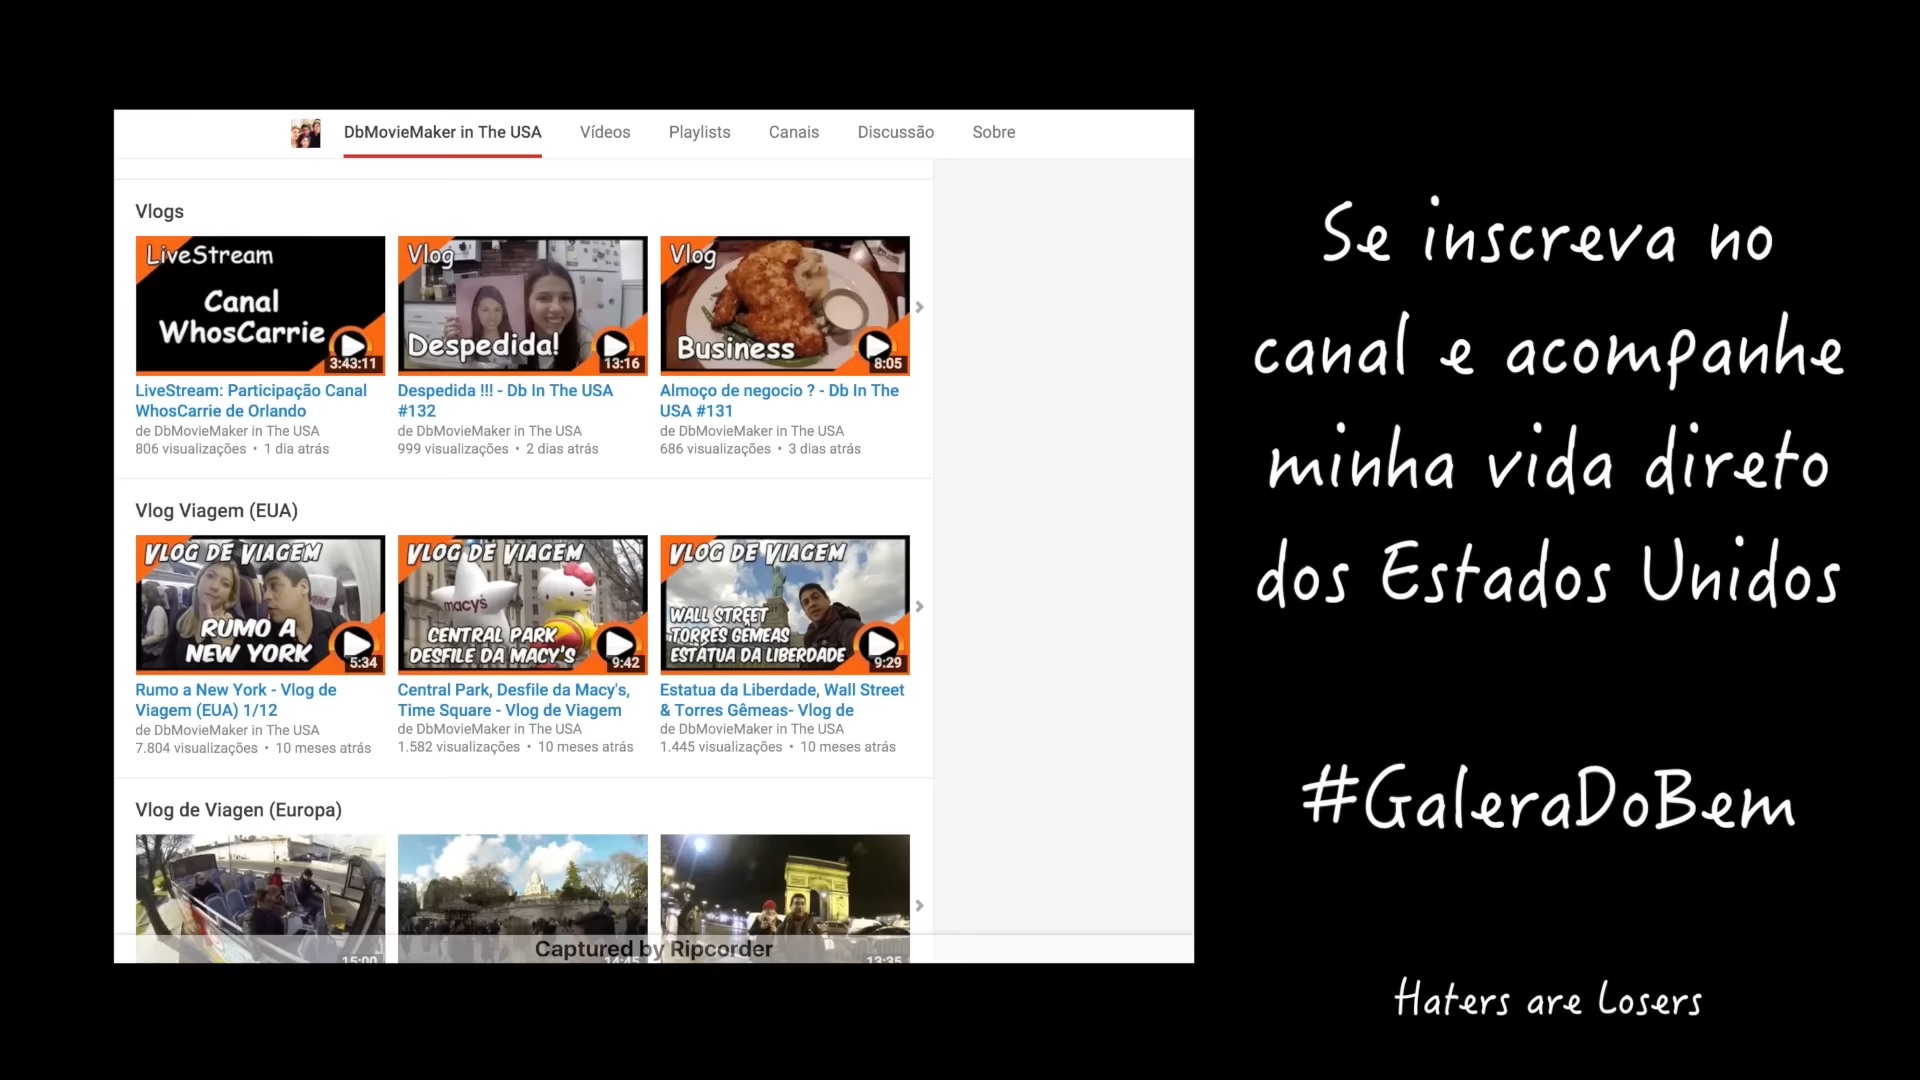 DbMovieMaker in The USA Vídeos Playlists Canais Discussão Sobre
Vlogs
LiveStream
Canal
WhosCarrie
3:43:11
Vlog
Despedida!
13:16
Vlog
Business
8:05
LiveStream: Participação Canal
WhosCarrie de Orlando
de DbMovieMaker in The USA
806 visualizações • 1 dia atrás
Despedida !!! - Db In The USA
#132
de DbMovieMaker in The USA
999 visualizações • 2 dias atrás
Almoço de negocio ? - Db In The
USA #131
de DbMovieMaker in The USA
686 visualizações • 3 dias atrás
Vlog Viagem (EUA)
VLOG DE VIAGEM
RUMO A
NEW YORK
5:34
VLOG DE VIAGEM
macy's
CENTRAL PARK
DESFILE DA MACY'S
9:42
VLOG DE VIAGEM
WALL STREET
TORRES GEMEAS
ESTÁTUA DA LIBERDADE
9:29
Rumo a New York - Vlog de
Viagem (EUA) 1/12
de DbMovieMaker in The USA
7.804 visualizações • 10 meses atrás
Central Park, Desfile da Macy's,
Time Square - Vlog de Viagem
de DbMovieMaker in The USA
1.582 visualizações • 10 meses atrás
Estatua da Liberdade, Wall Street
& Torres Gêmeas- Vlog de
de DbMovieMaker in The USA
1.445 visualizações • 10 meses atrás
Vlog de Viagen (Europa)
15:00
14:45
13:35
Captured by Ripcorder
Se inscreva no
canal e acompanhe
minha vida direto
dos Estados Unidos
#GaleraDoBem
Haters are Losers